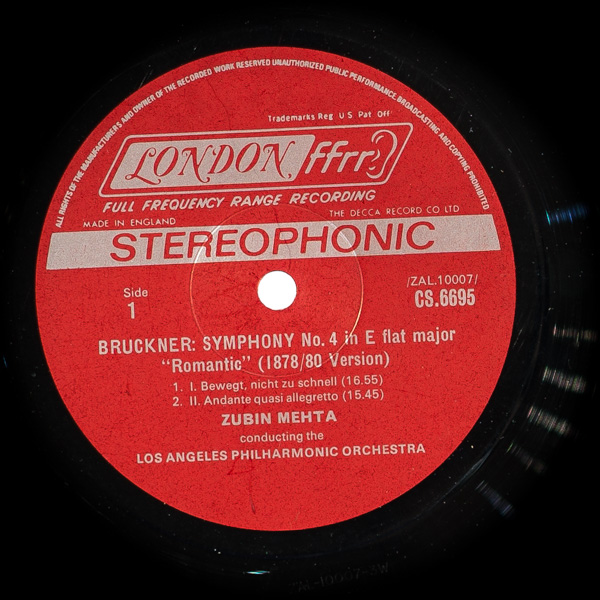 ALL RIGHTS OF THE MANUFACTURER'S AND OWNER OF THE RECORDED WORK RESERVED UNAUTHORIZED PUBLIC PERFORMANCE BROADCASTING AND COPYING PROHIBITED
Trademarks Reg U S Pat Off
LONDON ffrr
FULL FREQUENCY RANGE RECORDING
MADE IN ENGLAND THE DECCA RECORD CO LTD
STEREOPHONIC
Side /ZAL.10007/
1 CS.6695
BRUCKNER: SYMPHONY No. 4 in E flat major
"Romantic" (1878/80 Version)
1. I. Bewegt, nicht zu schnell (16.55)
2. II. Andante quasi allegretto (15.45)
ZUBIN MEHTA
conducting the
LOS ANGELES PHILHARMONIC ORCHESTRA